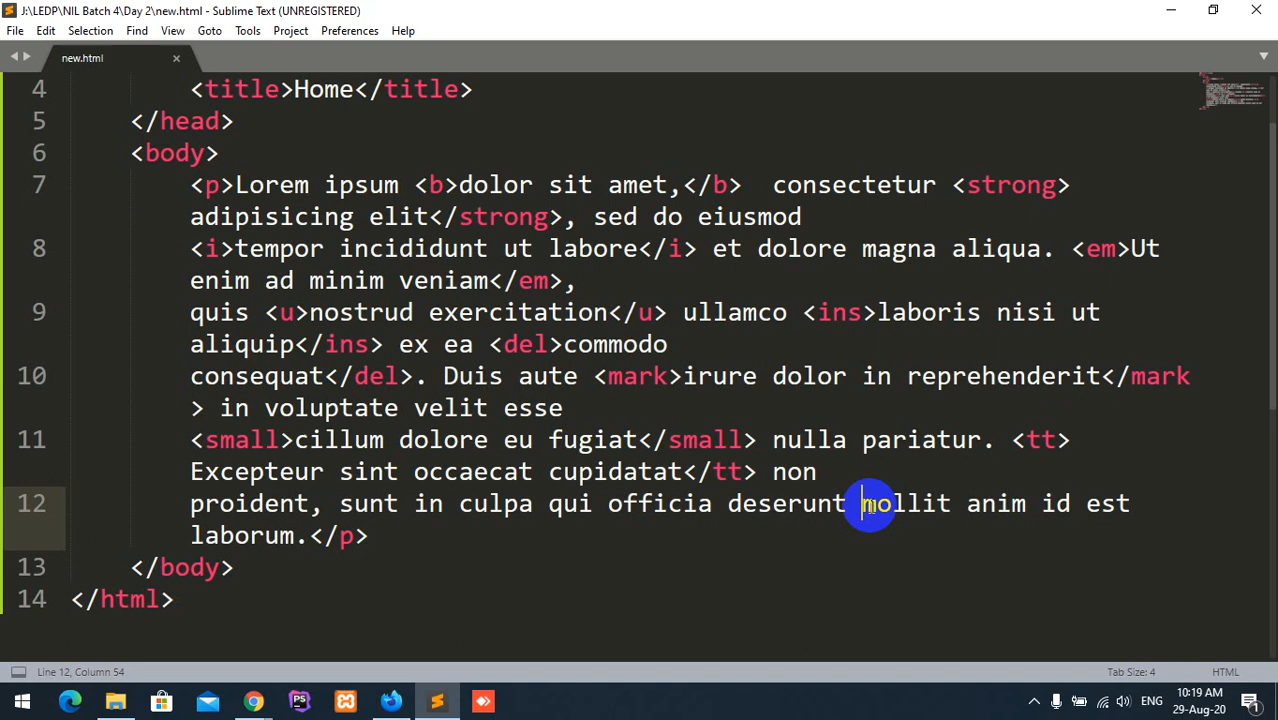 J:\LEDP\NIL Batch 4\Day 2\new.html - Sublime Text (UNREGISTERED)
File Edit Selection Find View Goto Tools Project Preferences Help
new.html
4 <title>Home</title>
5 </head>
6 <body>
7 <p>Lorem ipsum <b>dolor sit amet,</b>  consectetur <strong>
adipisicing elit</strong>, sed do eiusmod
8 <i>tempor incididunt ut labore</i> et dolore magna aliqua. <em>Ut
enim ad minim veniam</em>,
9 quis <u>nostrud exercitation</u> ullamco <ins>laboris nisi ut
aliquip</ins> ex ea <del>commodo
10 consequat</del>. Duis aute <mark>irure dolor in reprehenderit</mark
> in voluptate velit esse
11 <small>cillum dolore eu fugiat</small> nulla pariatur. <tt>
Excepteur sint occaecat cupidatat</tt> non
12 proident, sunt in culpa qui officia deserunt mollit anim id est
laborum.</p>
13 </body>
14 </html>
Line 12, Column 54 Tab Size: 4 HTML
ENG 10:19 AM
29-Aug-20